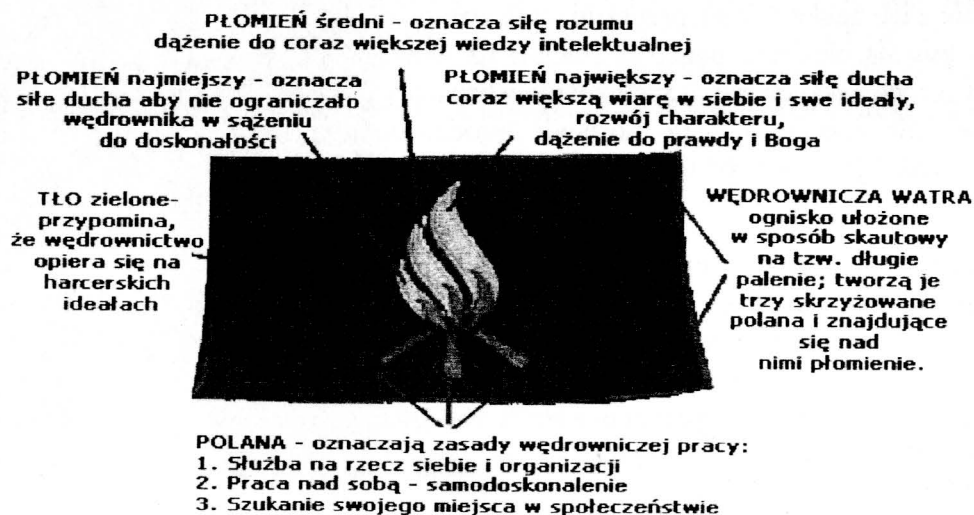 PŁOMIEŃ średni - oznacza siłę rozumu
dążenie do coraz większej wiedzy intelektualnej
PŁOMIEŃ najmiejszy - oznacza
siłe ducha aby nie ograniczało
wędrownika w sążeniu
do doskonałości
PŁOMIEŃ największy - oznacza siłę ducha
coraz większą wiarę w siebie i swe ideały,
rozwój charakteru,
dążenie do prawdy i Boga
TŁO zielone-
przypomina,
że wędrownictwo
opiera się na
harcerskich
ideałach
WĘDROWNICZA WATRA
ognisko ułożone
w sposób skautowy
na tzw. długie
palenie; tworzą je
trzy skrzyżowane
polana i znajdujące
się nad
nimi płomienie.
POLANA - oznaczają zasady wędrowniczej pracy:
1. Służba na rzecz siebie i organizacji
2. Praca nad sobą - samodoskonalenie
3. Szukanie swojego miejsca w społeczeństwie